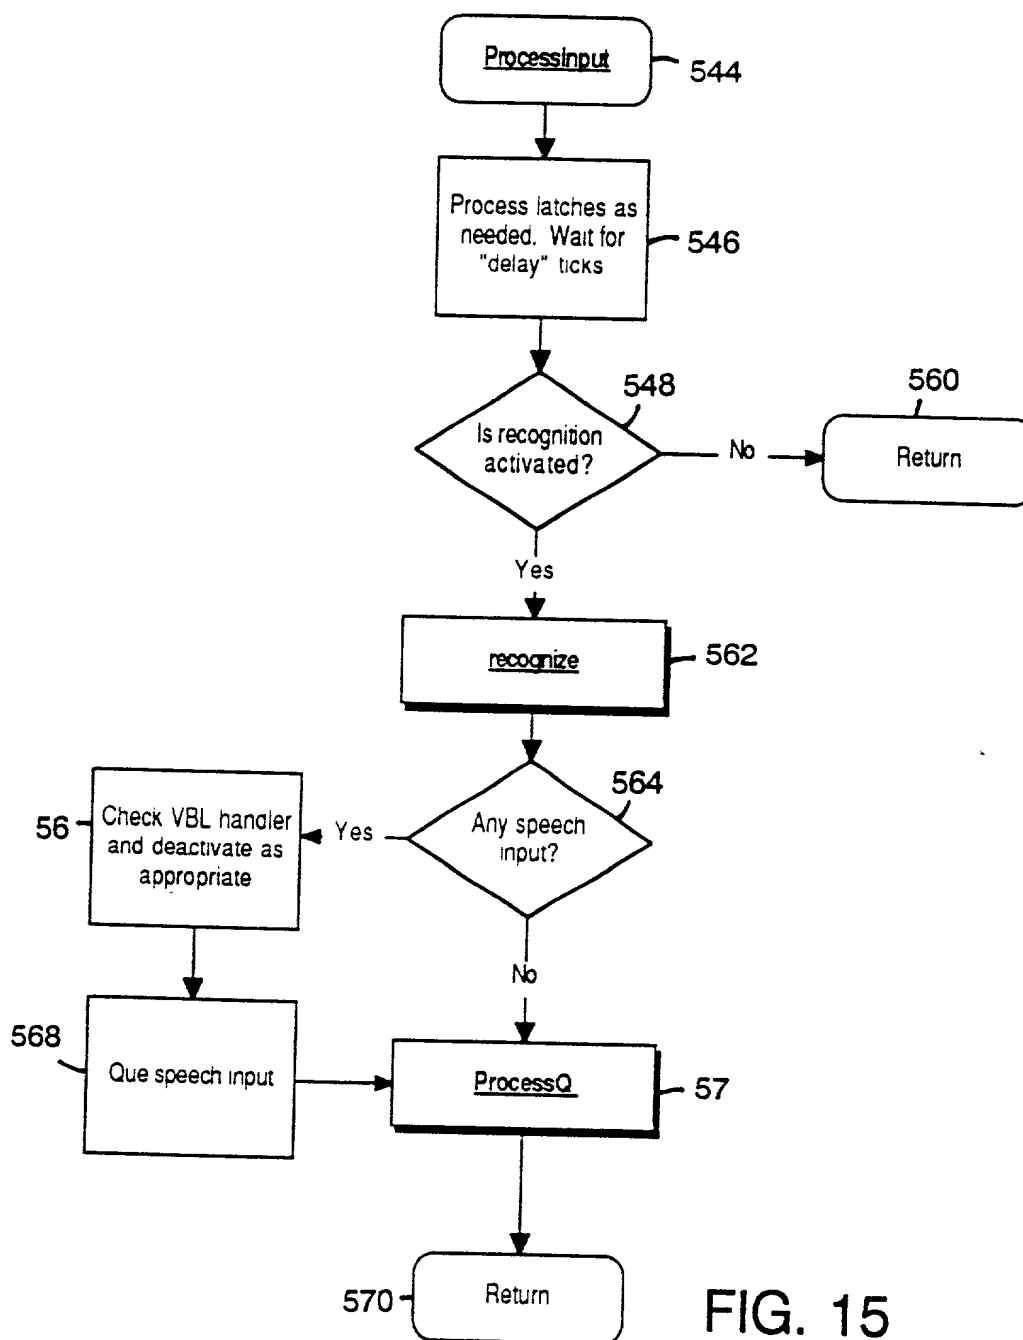 ProcessInput
544
Process latches as
needed. Wait for
"delay" ticks
546
548
Is recognition
activated?
No
560
Return
Yes
recognize
562
564
Any speech
input?
Yes
56
Check VBL handler
and deactivate as
appropriate
No
568
Que speech input
ProcessQ
57
570
Return
FIG. 15